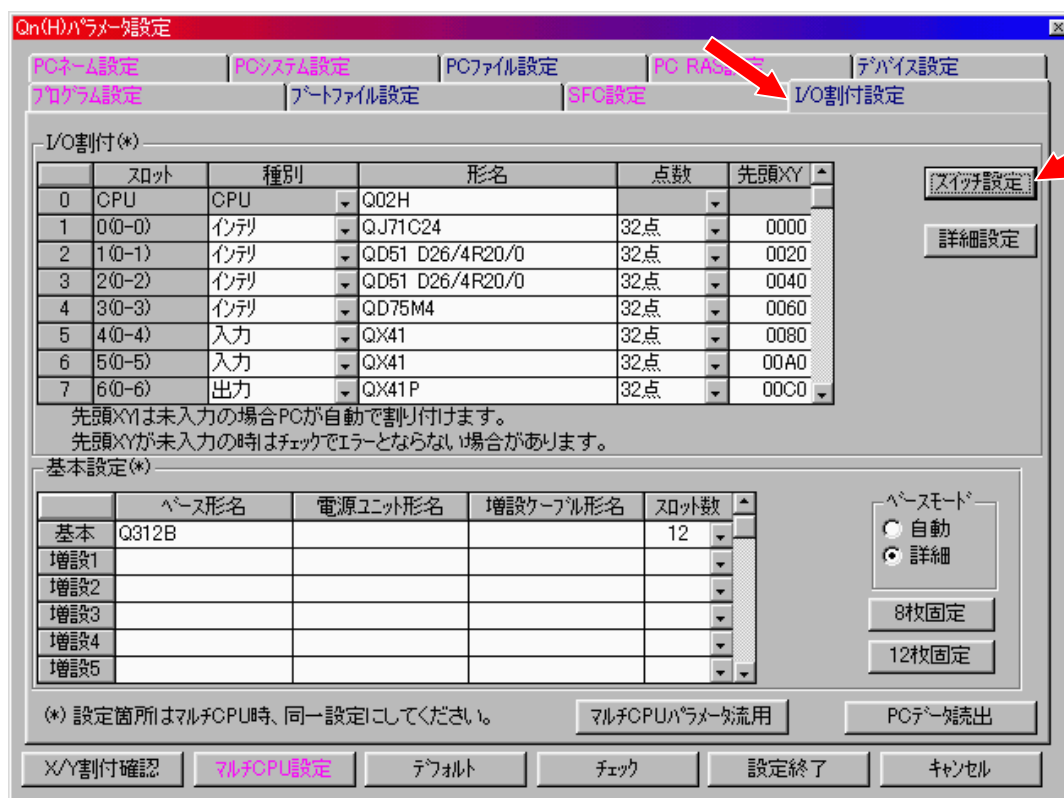 Qn(H)パラメータ設定
PCネーム設定 PCシステム設定 PCファイル設定 PC RAS設定 デバイス設定
プログラム設定 ブートファイル設定 SFC設定 I/O割付設定
I/O割付(*)
スロット 種別 形名 点数 先頭XY
0 CPU CPU Q02H
1 0(0-0) インテリ QJ71C24 32点 0000
2 1(0-1) インテリ QD51 D26/4R20/0 32点 0020
3 2(0-2) インテリ QD51 D26/4R20/0 32点 0040
4 3(0-3) インテリ QD75M4 32点 0060
5 4(0-4) 入力 QX41 32点 0080
6 5(0-5) 入力 QX41 32点 00A0
7 6(0-6) 出力 QX41P 32点 00C0
スイッチ設定
詳細設定
先頭XYは未入力の場合PCが自動で割り付けます。
先頭XYが未入力の時はチェックでエラーとならない場合があります。
基本設定(*)
ベース形名 電源ユニット形名 増設ケーブル形名 スロット数
基本 Q312B 12
増設1
増設2
増設3
増設4
増設5
ベースモード
自動
詳細
8枚固定
12枚固定
(*) 設定箇所はマルチCPU時、同一設定にしてください。 マルチCPUパラメータ流用 PCデータ読出
X/Y割付確認 マルチCPU設定 デフォルト チェック 設定終了 キャンセル